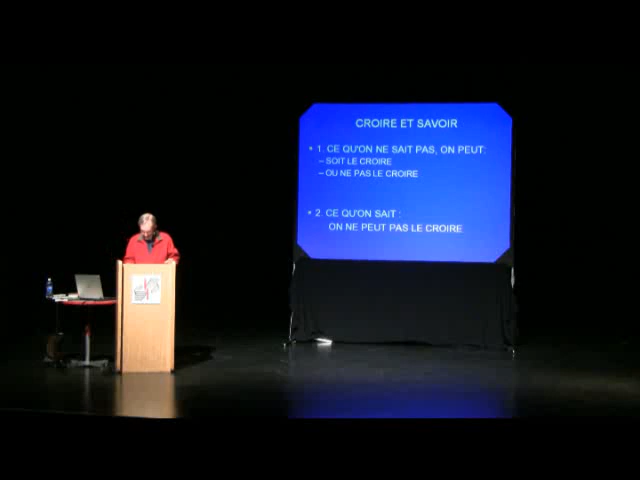 CROIRE ET SAVOIR
• 1. CE QU'ON NE SAIT PAS, ON PEUT:
– SOIT LE CROIRE
– OU NE PAS LE CROIRE
• 2. CE QU'ON SAIT :
ON NE PEUT PAS LE CROIRE